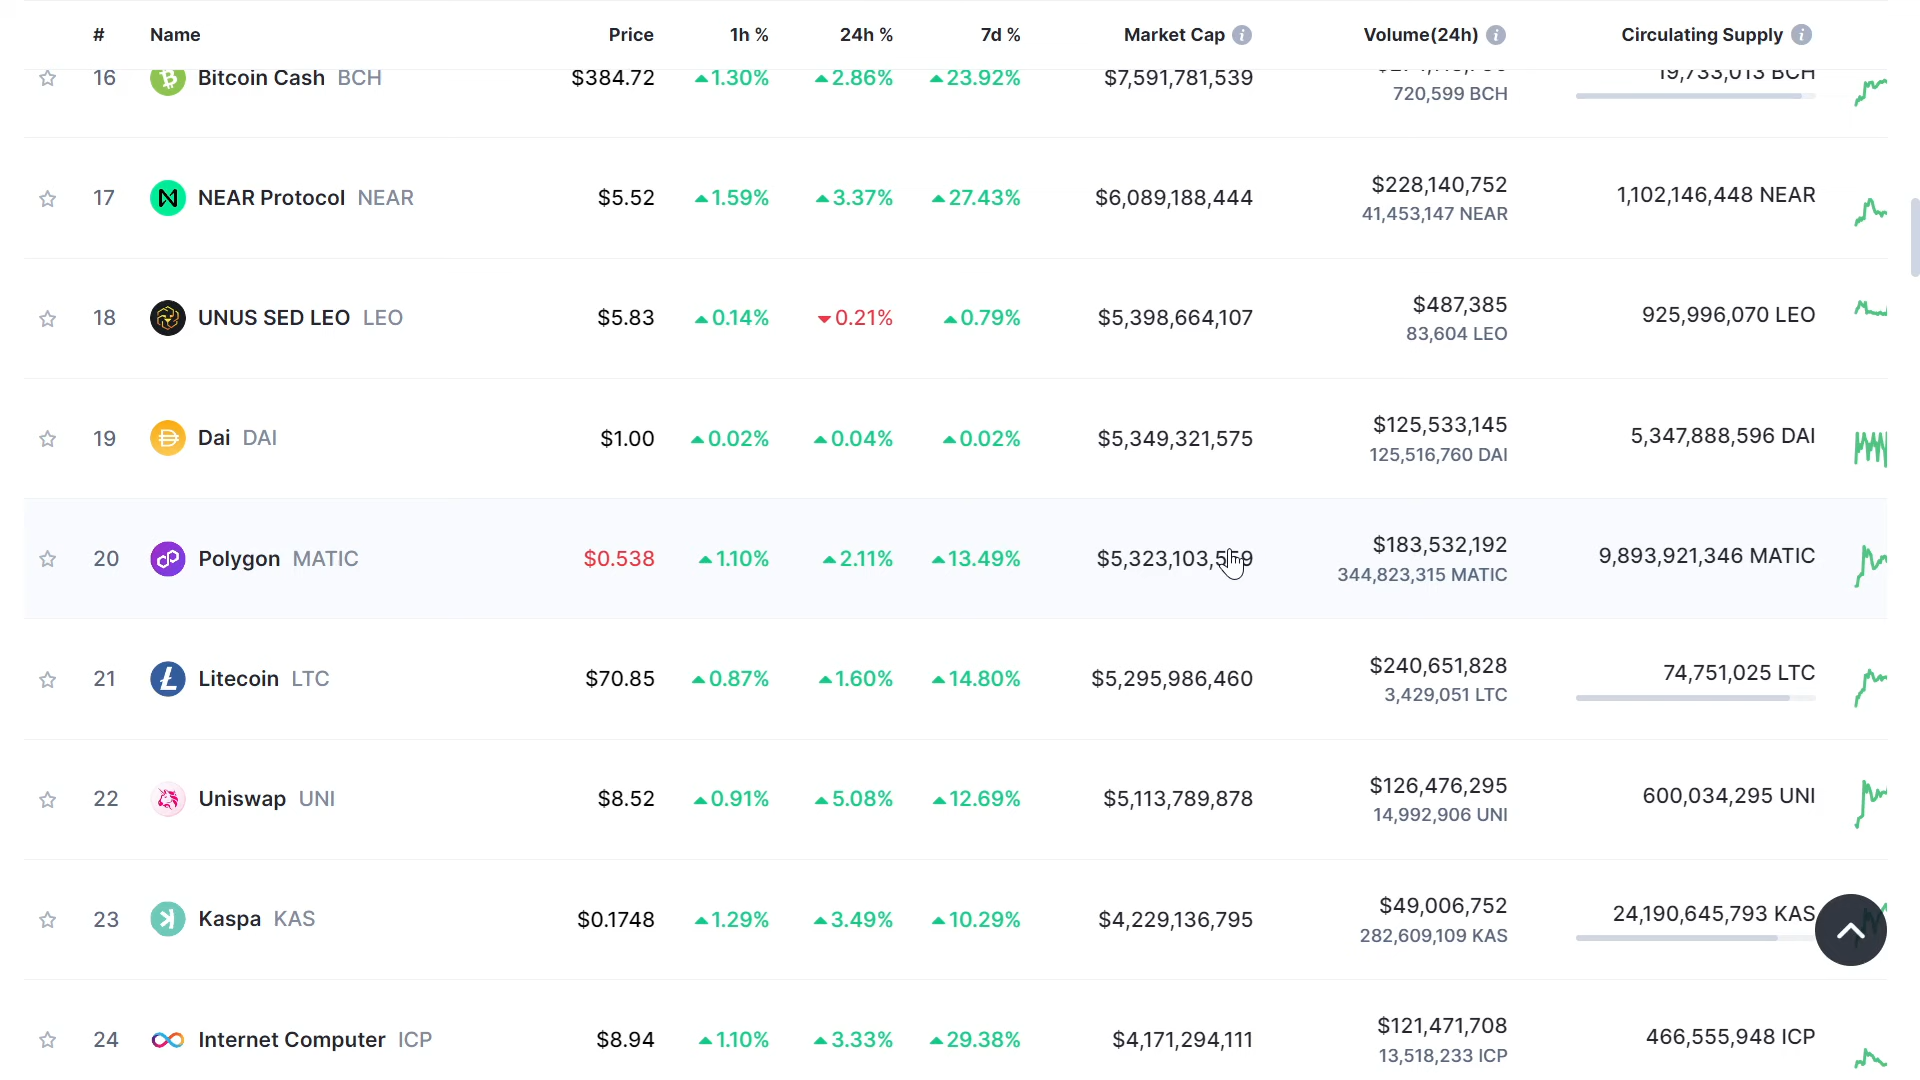 # Name Price 1h % 24h % 7d % Market Cap Volume(24h) Circulating Supply
16 Bitcoin Cash BCH $384.72 1.30% 2.86% 23.92% $7,591,781,539 19,733,013 BCH
720,599 BCH
17 NEAR Protocol NEAR $5.52 1.59% 3.37% 27.43% $6,089,188,444 $228,140,752 1,102,146,448 NEAR
41,453,147 NEAR
18 UNUS SED LEO LEO $5.83 0.14% 0.21% 0.79% $5,398,664,107 $487,385 925,996,070 LEO
83,604 LEO
19 Dai DAI $1.00 0.02% 0.04% 0.02% $5,349,321,575 $125,533,145 5,347,888,596 DAI
125,516,760 DAI
20 Polygon MATIC $0.538 1.10% 2.11% 13.49% $183,532,192 9,893,921,346 MATIC
344,823,315 MATIC
21 Litecoin LTC $70.85 0.87% 1.60% 14.80% $5,295,986,460 $240,651,828 74,751,025 LTC
3,429,051 LTC
22 Uniswap UNI $8.52 0.91% 5.08% 12.69% $5,113,789,878 $126,476,295 600,034,295 UNI
14,992,906 UNI
23 Kaspa KAS $0.1748 1.29% 3.49% 10.29% $4,229,136,795 $49,006,752 24,190,645,793 KAS
282,609,109 KAS
24 Internet Computer ICP $8.94 1.10% 3.33% 29.38% $4,171,294,111 $121,471,708 466,555,948 ICP
13,518,233 ICP